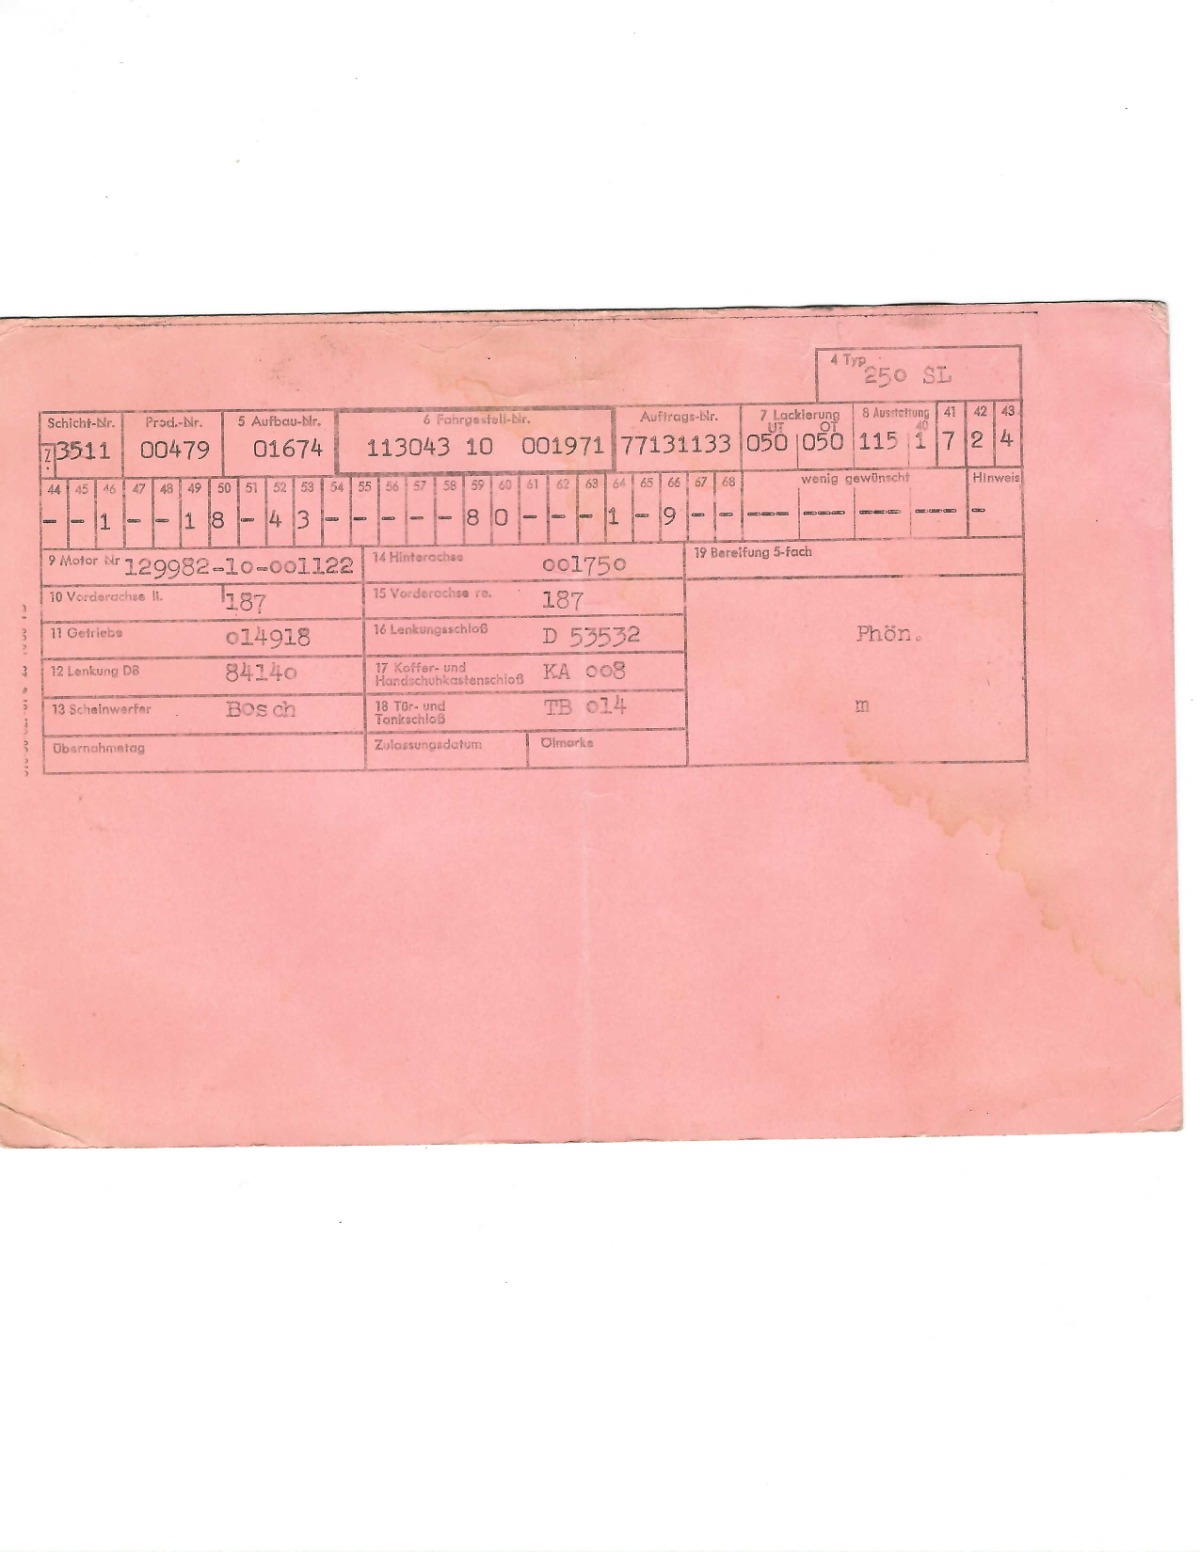 4 Typ
250 SL
Schicht-Nr. Prod.-Nr. 5 Aufbau-Nr. 6 Fahrgestell-Nr. Auftrags-Nr. 7 Lackierung 8 Ausstattung 41 42 43
UT OT 40
Z 3511 00479 01674 113043 10 001971 77131133 050 050 115 1 7 2 4
44 45 46 47 48 49 50 51 52 53 54 55 56 57 58 59 60 61 62 63 64 65 66 67 68 wenig gewünscht Hinweis
- - 1 - - 1 8 - 4 3 - - - - - 8 0 - - - 1 - 9 - - --- --- --- --- -
9 Motor Nr 129982-10-001122 14 Hinterachse 001750 19 Bereifung 5-fach
10 Vorderachse li. 187 15 Vorderachse re. 187
11 Getriebe 014918 16 Lenkungsschloß D 53532 Phön.
12 Lenkung DB 84140 17 Koffer- und Handschuhkastenschloß KA 008
13 Scheinwerfer Bosch 18 Tür- und Tankschloß TB 014 m
Übernahmetag Zulassungsdatum Ölmarke